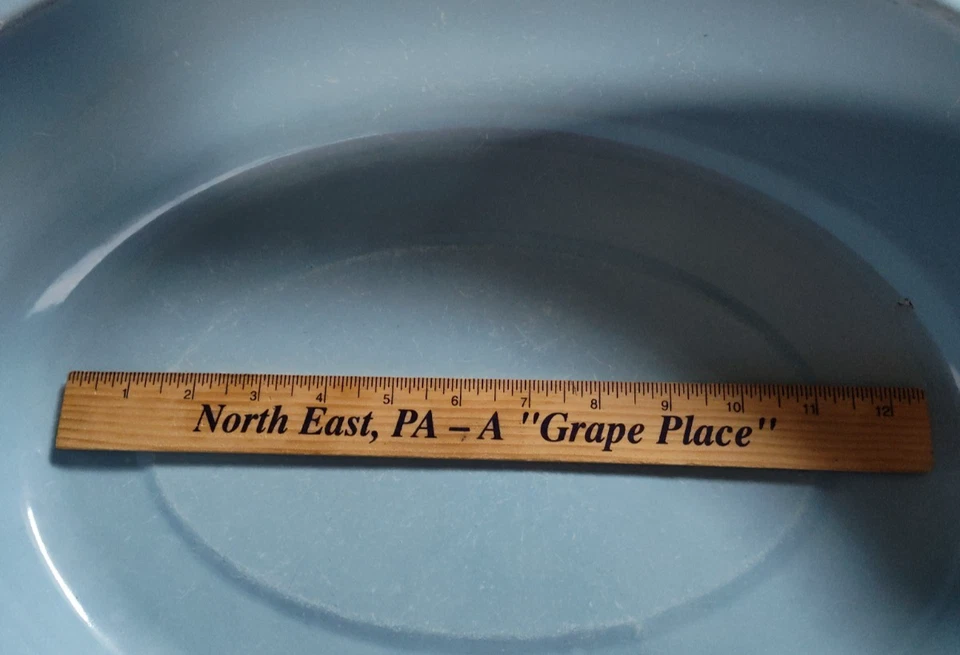 1 2 3 4 5 6 7 8 9 10 11 12
North East, PA – A "Grape Place"